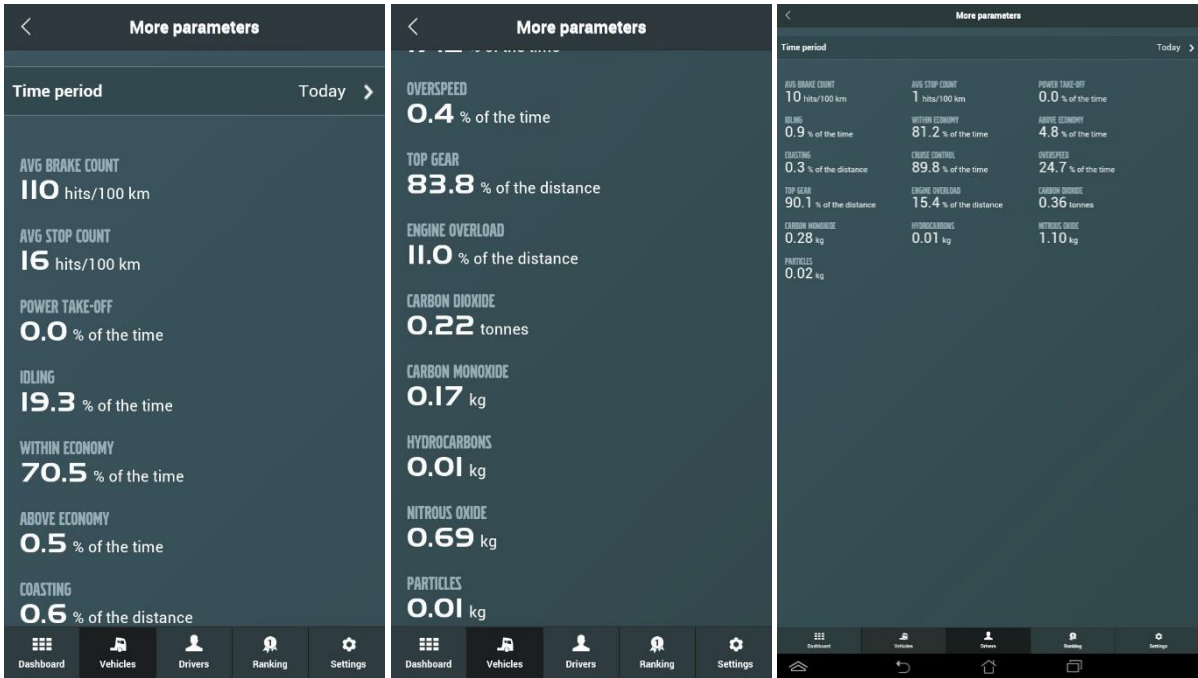 More parameters
Time period Today
AVG BRAKE COUNT
110 hits/100 km
AVG STOP COUNT
16 hits/100 km
POWER TAKE-OFF
0.0 % of the time
IDLING
19.3 % of the time
WITHIN ECONOMY
70.5 % of the time
ABOVE ECONOMY
0.5 % of the time
COASTING
0.6 % of the distance
Dashboard Vehicles Drivers Ranking Settings
More parameters
OVERSPEED
0.4 % of the time
TOP GEAR
83.8 % of the distance
ENGINE OVERLOAD
11.0 % of the distance
CARBON DIOXIDE
0.22 tonnes
CARBON MONOXIDE
0.17 kg
HYDROCARBONS
0.01 kg
NITROUS OXIDE
0.69 kg
PARTICLES
0.01 kg
Dashboard Vehicles Drivers Ranking Settings
More parameters
Time period Today
AVG BRAKE COUNT AVG STOP COUNT POWER TAKE-OFF
10 hits/100 km 1 hits/100 km 0.0 % of the time
IDLING WITHIN ECONOMY ABOVE ECONOMY
0.9 % of the time 81.2 % of the time 4.8 % of the time
COASTING CRUISE CONTROL OVERSPEED
0.3 % of the distance 89.8 % of the time 24.7 % of the time
TOP GEAR ENGINE OVERLOAD CARBON DIOXIDE
90.1 % of the distance 15.4 % of the distance 0.36 tonnes
CARBON MONOXIDE HYDROCARBONS NITROUS OXIDE
0.28 kg 0.01 kg 1.10 kg
PARTICLES
0.02 kg
Dashboard Vehicles Drivers Ranking Settings